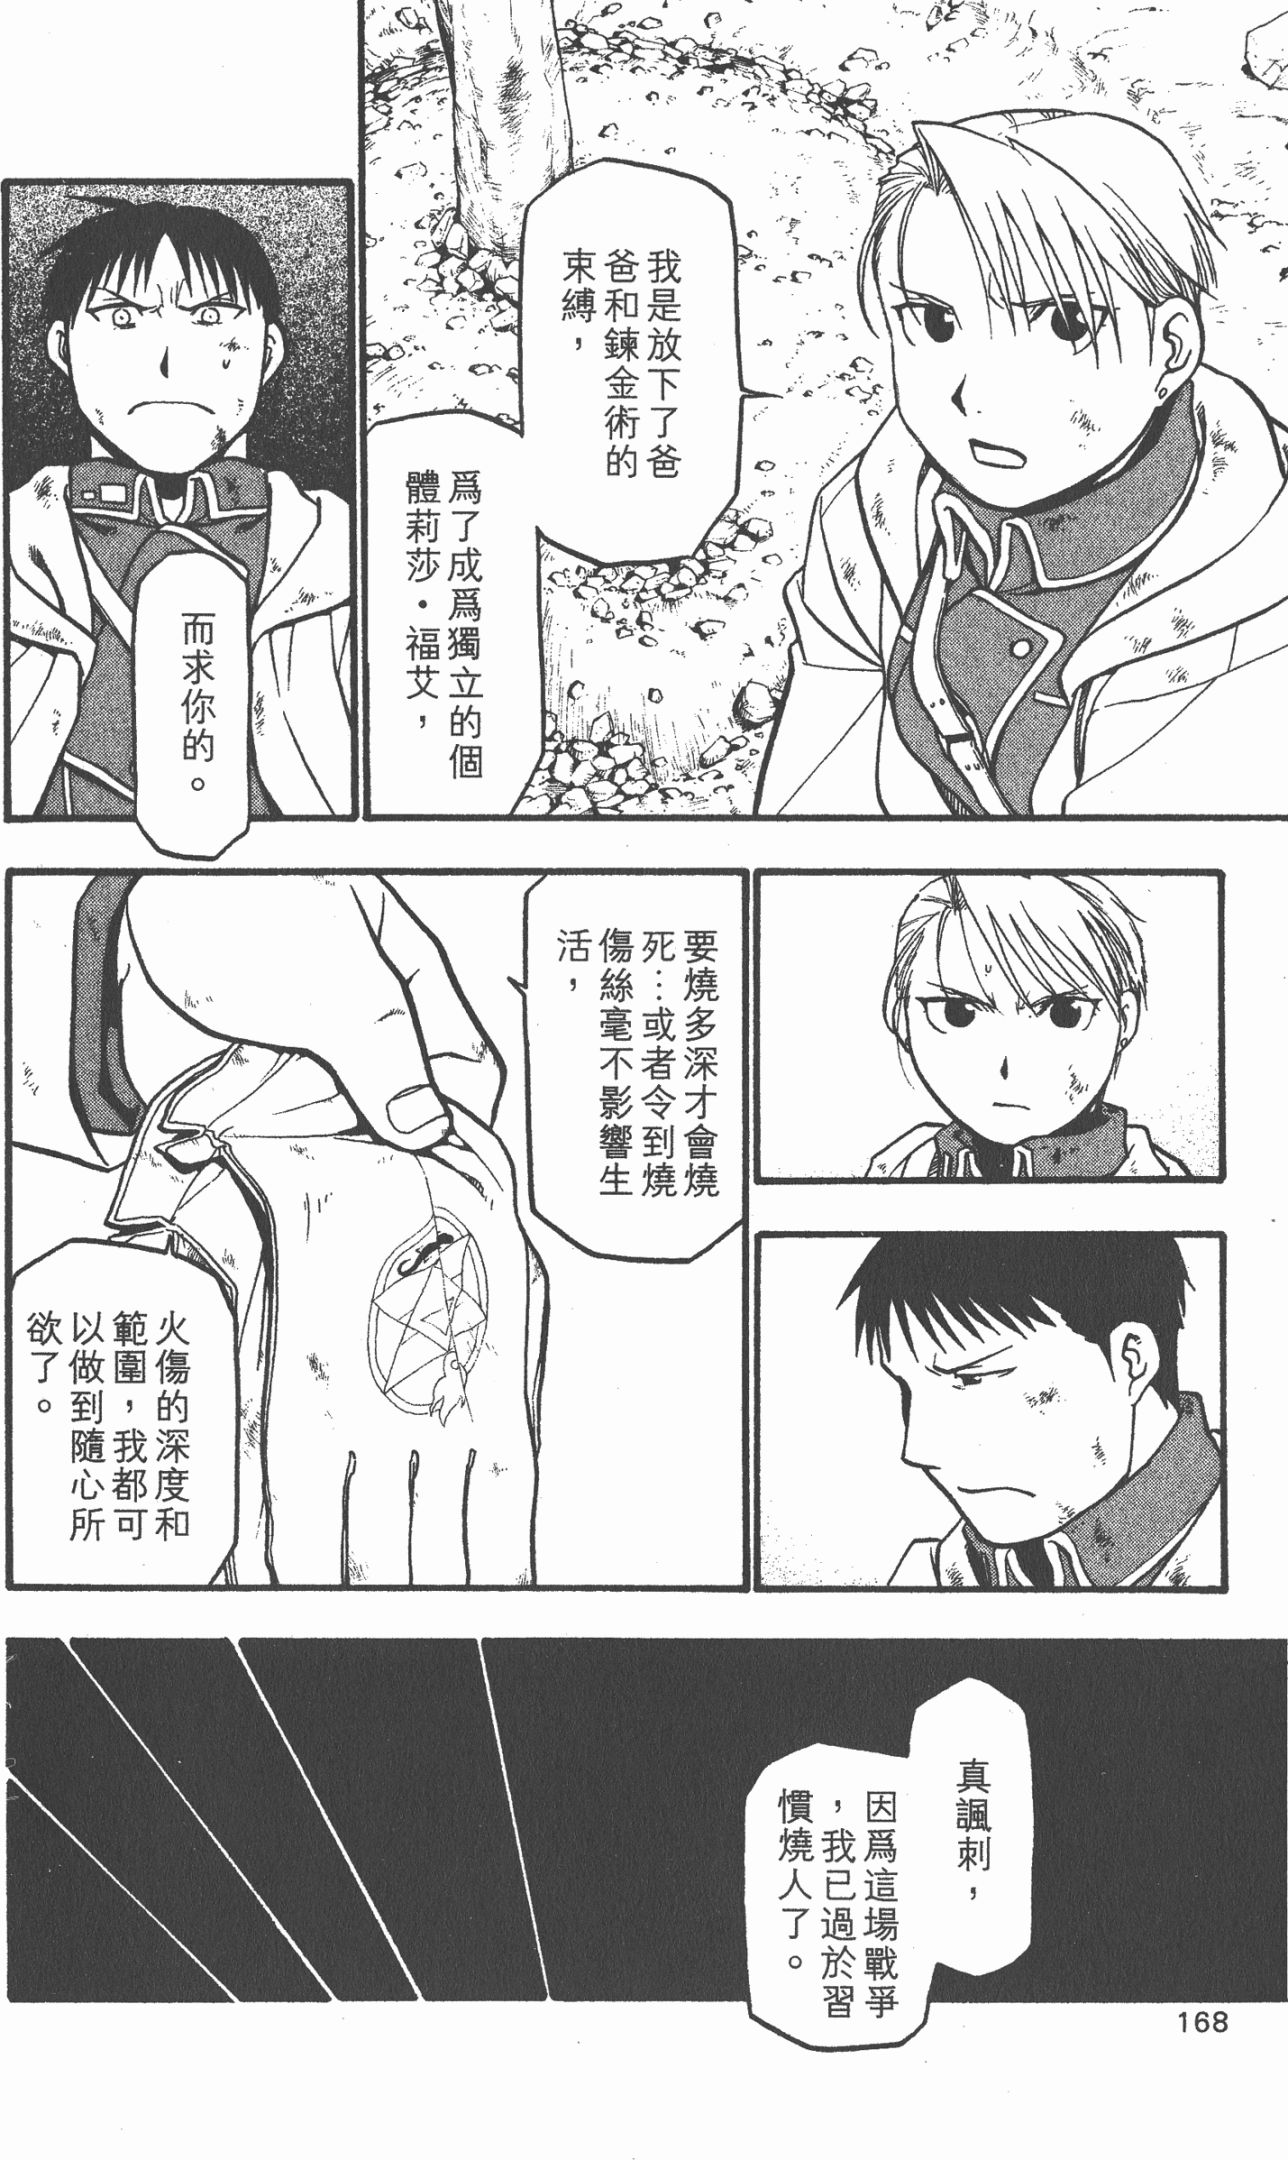 我是放下了爸
爸和鍊金術的
束縛，
爲了成爲獨立的個
體莉莎・福艾，
而求你的。
要燒多深才會燒
死…或者令到燒
傷絲毫不影響生
活，
火傷的深度和
範圍，我都可
以做到隨心所
欲了。
真諷刺，
因爲這場戰爭
，我已過於習
慣燒人了。
168